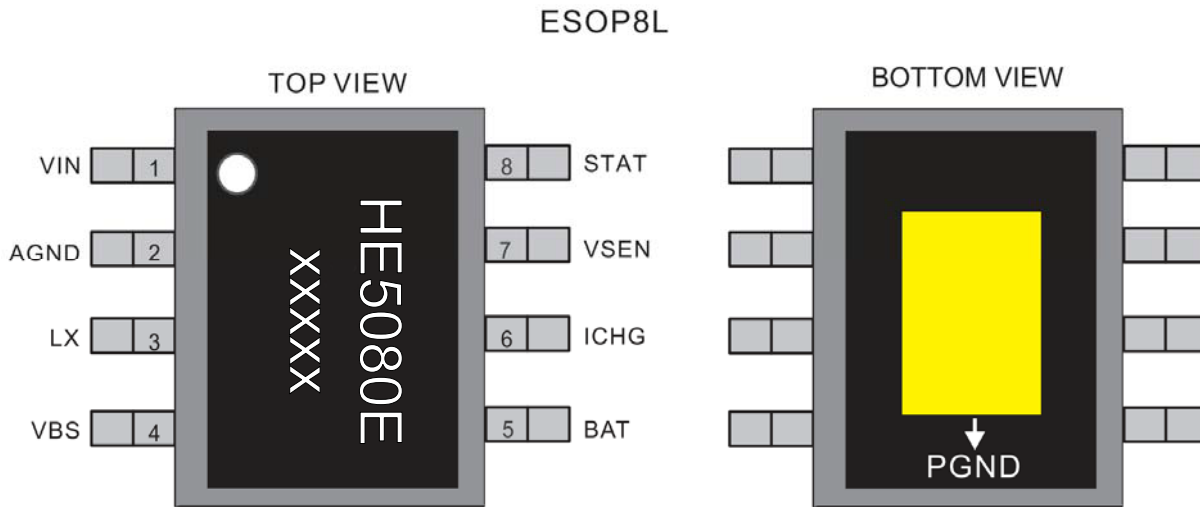 ESOP8L
TOP VIEW
BOTTOM VIEW
VIN 1
8 STAT
AGND 2
7 VSEN
LX 3
6 ICHG
VBS 4
5 BAT
HE5080E
XXXXX
PGND